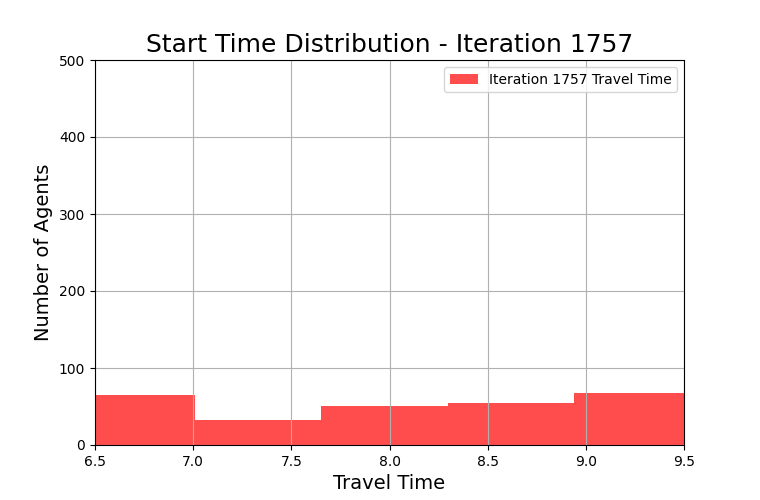 Start Time Distribution - Iteration 1757
Iteration 1757 Travel Time
Number of Agents
500
400
300
200
100
0
6.5 7.0 7.5 8.0 8.5 9.0 9.5
Travel Time